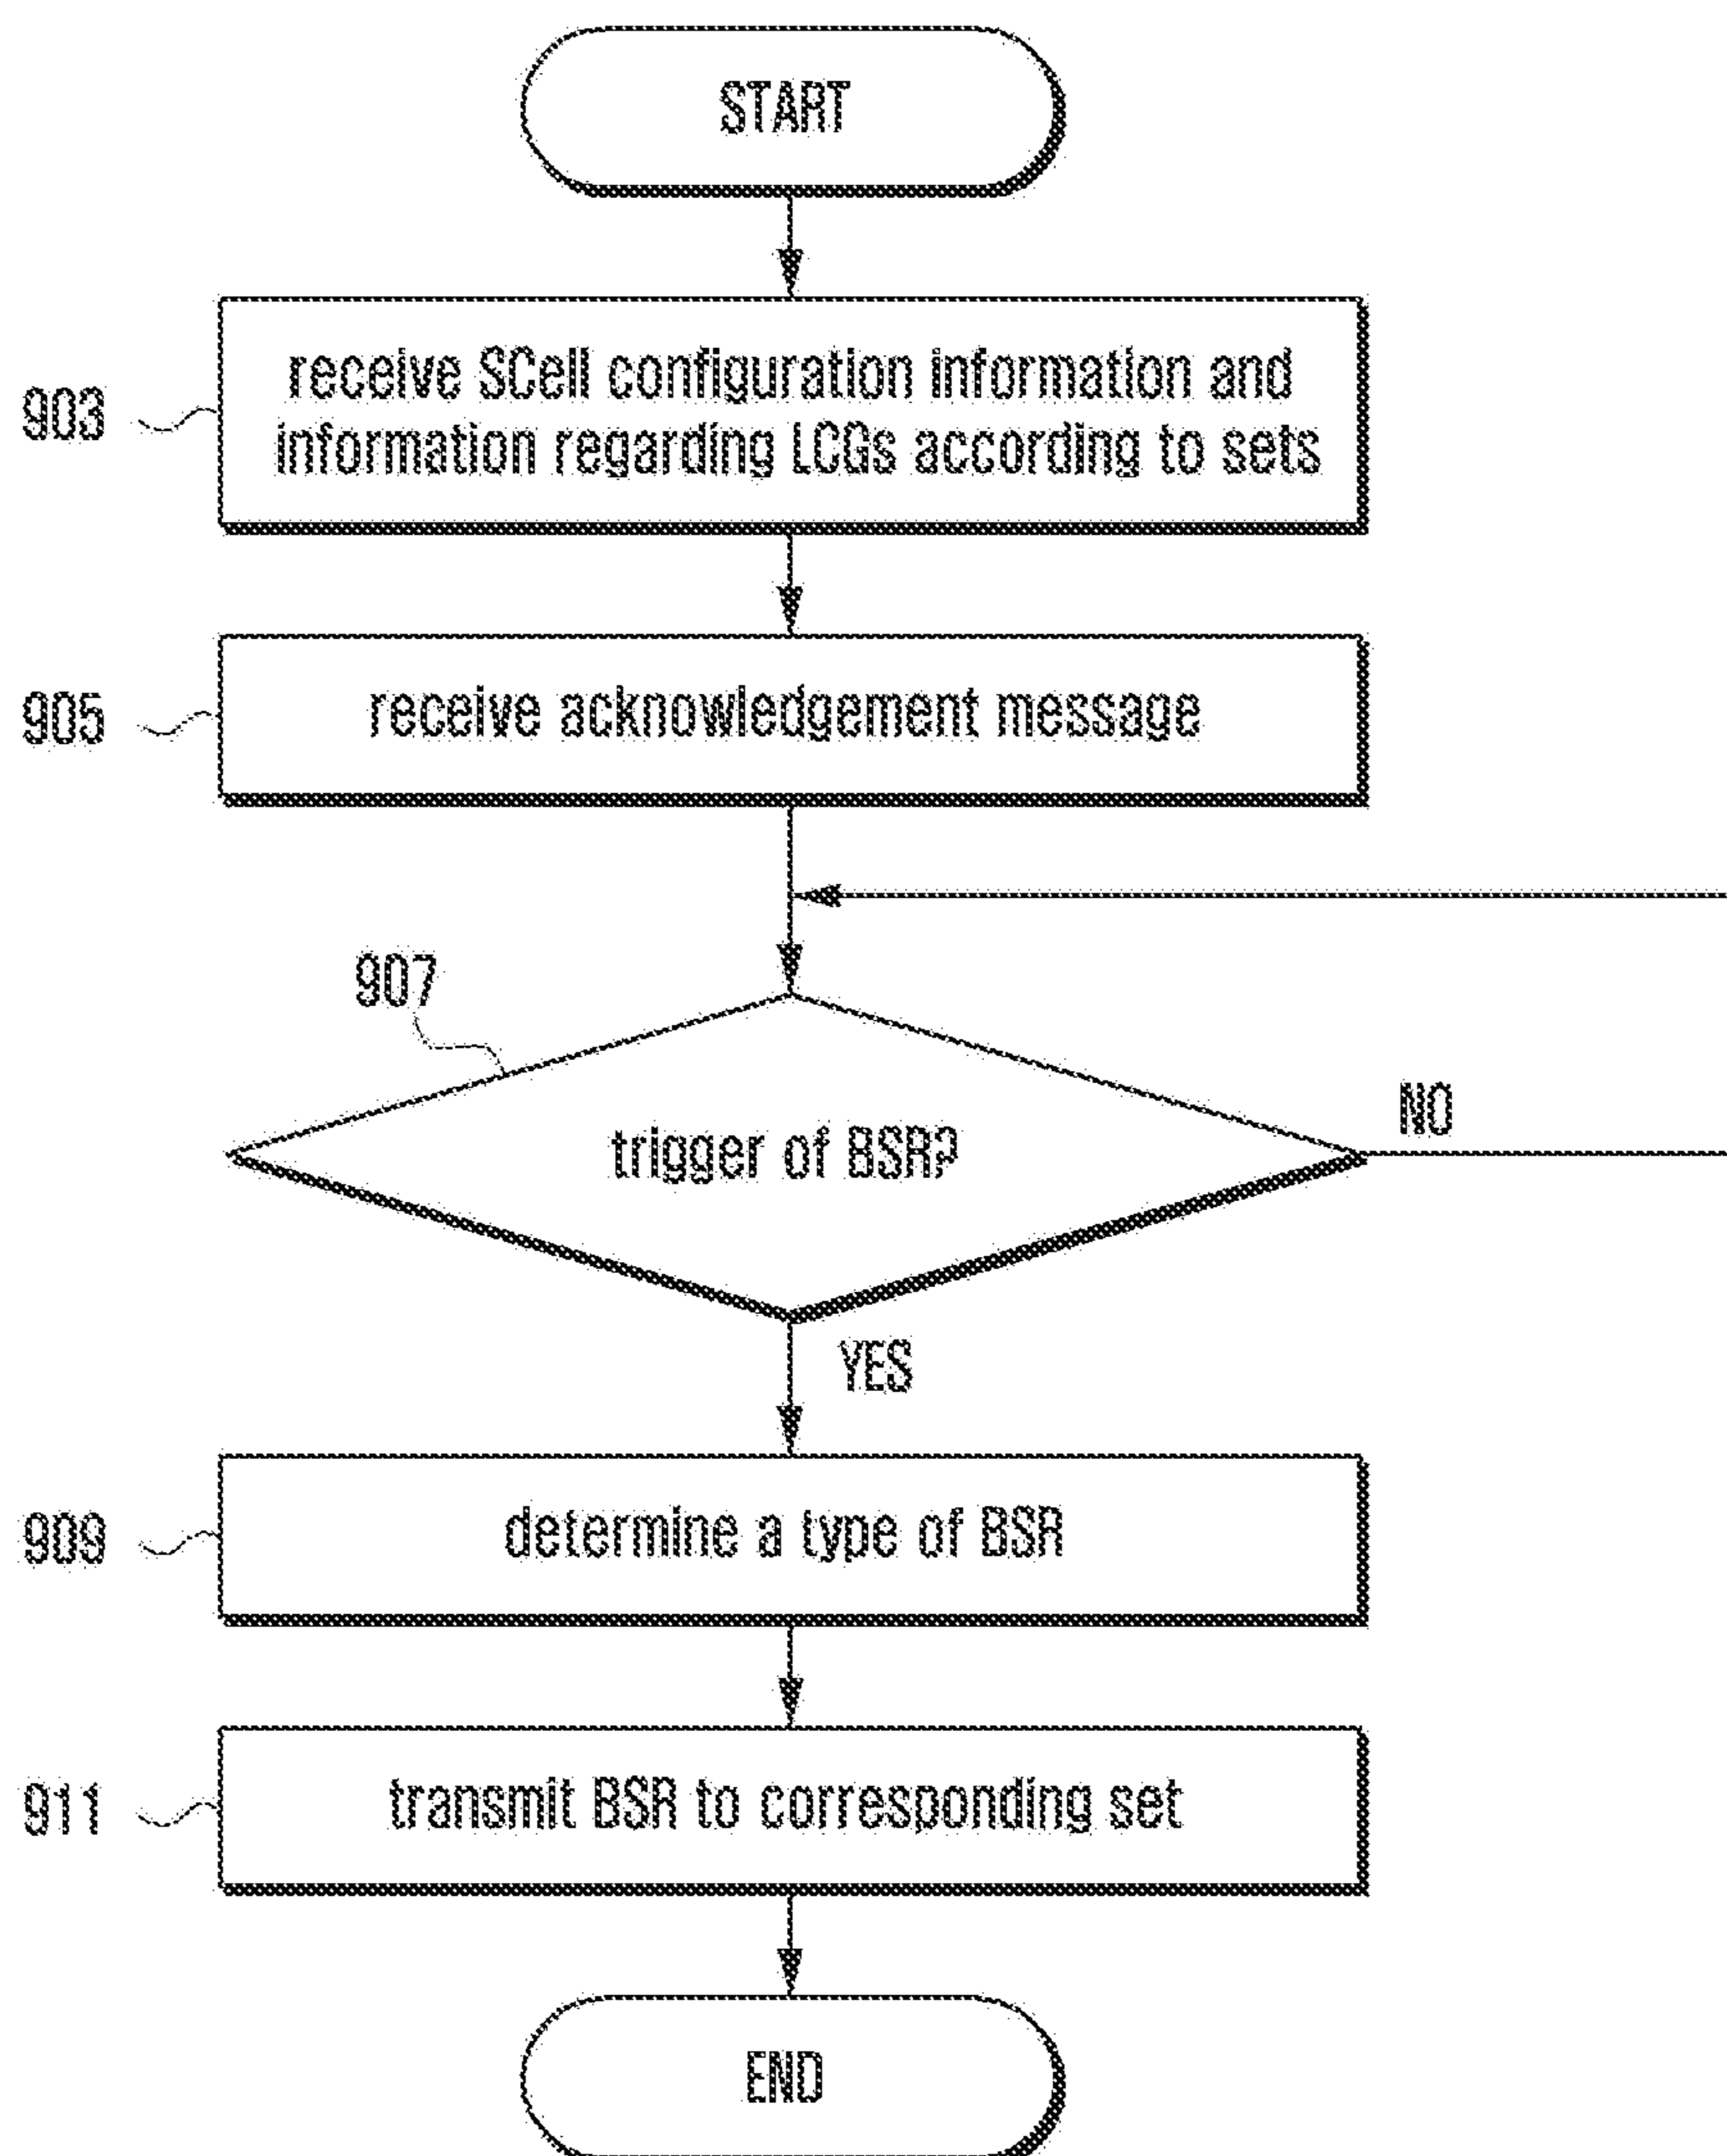 START
903
receive SCell configuration information and
information regarding LCGs according to sets
905
receive acknowledgement message
907
trigger of BSR?
NO
YES
909
determine a type of BSR
911
transmit BSR to corresponding set
END